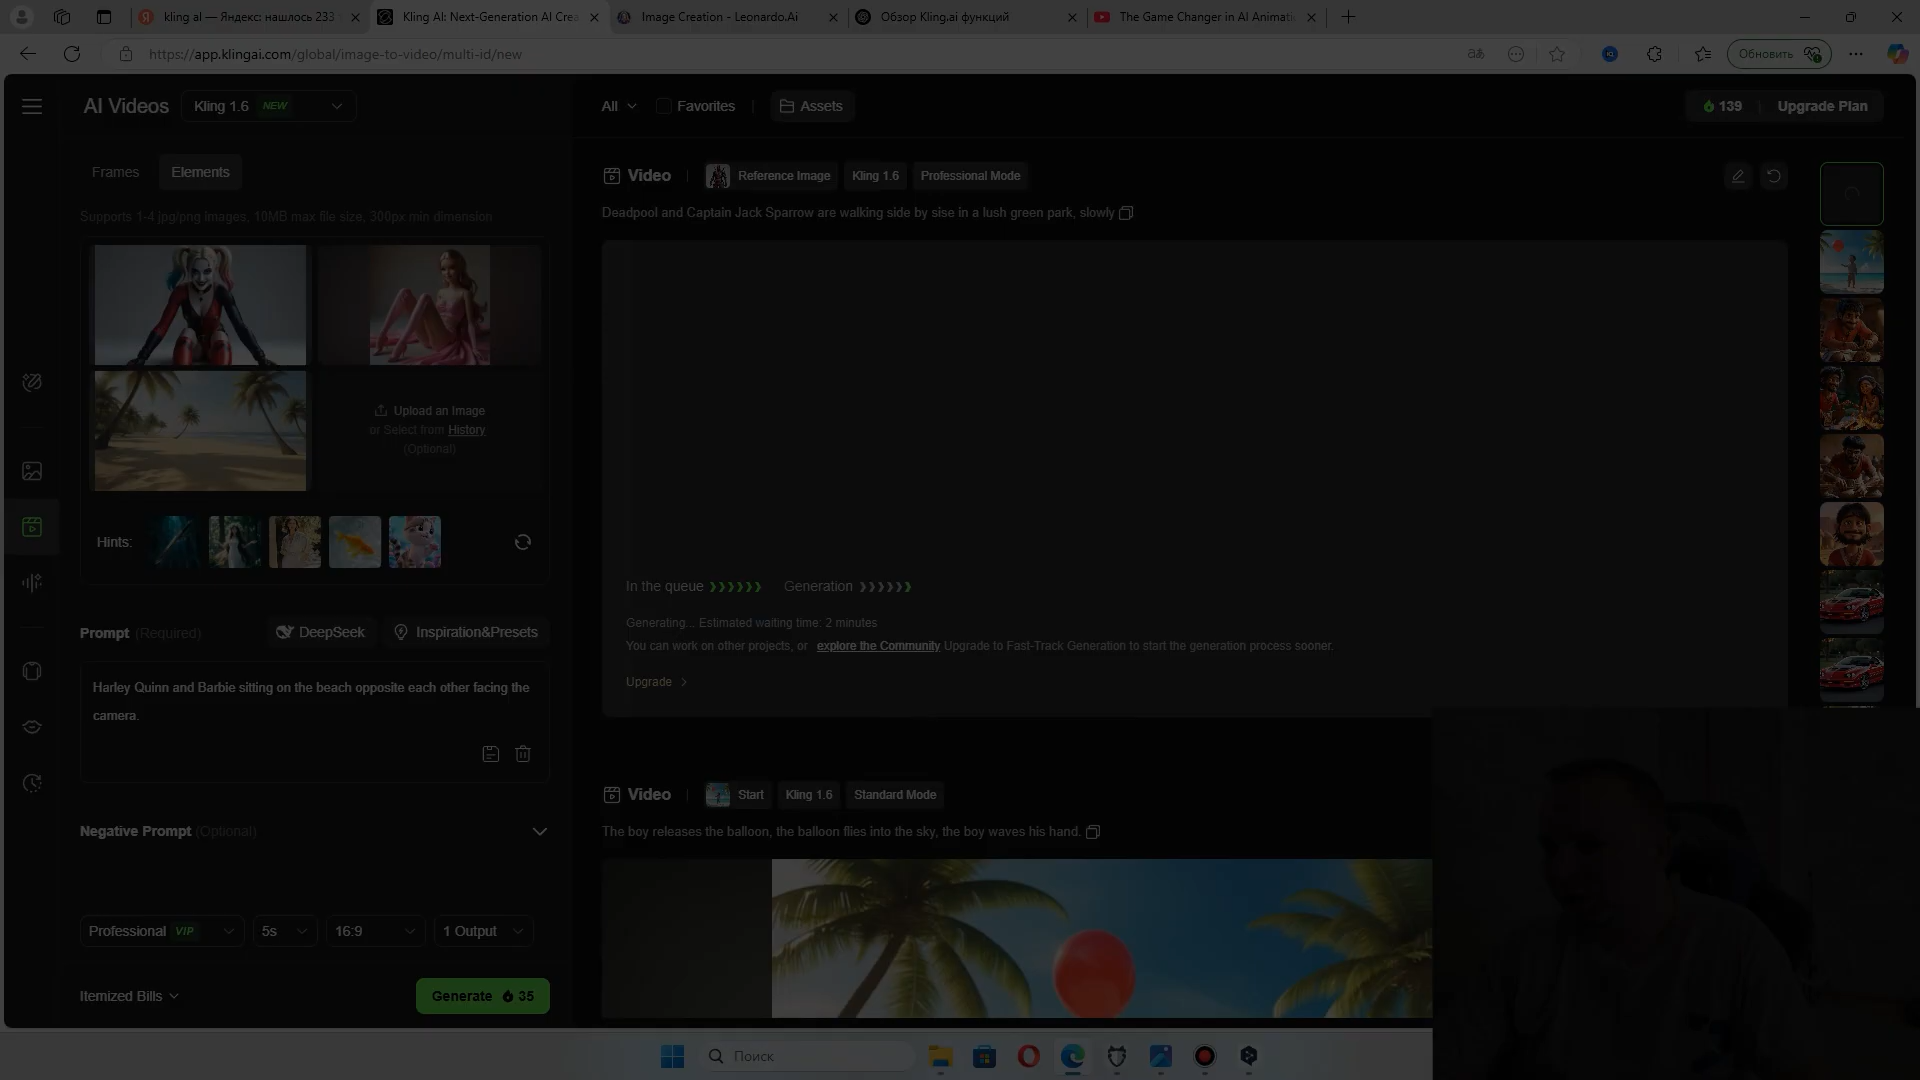 kling al — Яндекс: нашлось 233
Kling AI: Next-Generation AI Crea
Image Creation - Leonardo.Ai
Обзор Kling.ai функций
The Game Changer in AI Animati
https://app.klingai.com/global/image-to-video/multi-id/new
Обновить
AI Videos
Kling 1.6 NEW
All
Favorites
Assets
139
Upgrade Plan
Frames
Elements
Supports 1-4 jpg/png images, 10MB max file size, 300px min dimension
Upload an Image
or Select from History
(Optional)
Hints:
Prompt (Required)
DeepSeek
Inspiration&Presets
Harley Quinn and Barbie sitting on the beach opposite each other facing the
camera.
Negative Prompt (Optional)
Professional VIP
5s
16:9
1 Output
Itemized Bills
Generate 35
Video
Reference Image
Kling 1.6
Professional Mode
Deadpool and Captain Jack Sparrow are walking side by sise in a lush green park, slowly
In the queue
Generation
Generating... Estimated waiting time: 2 minutes
You can work on other projects, or explore the Community Upgrade to Fast-Track Generation to start the generation process sooner.
Upgrade
Video
Start
Kling 1.6
Standard Mode
The boy releases the balloon, the balloon flies into the sky, the boy waves his hand.
Поиск